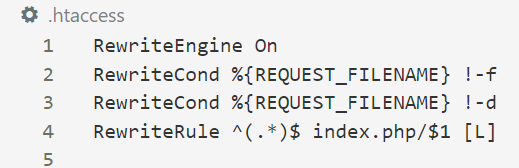 .htaccess
1 RewriteEngine On
2 RewriteCond %{REQUEST_FILENAME} !-f
3 RewriteCond %{REQUEST_FILENAME} !-d
4 RewriteRule ^(.*)$ index.php/$1 [L]
5